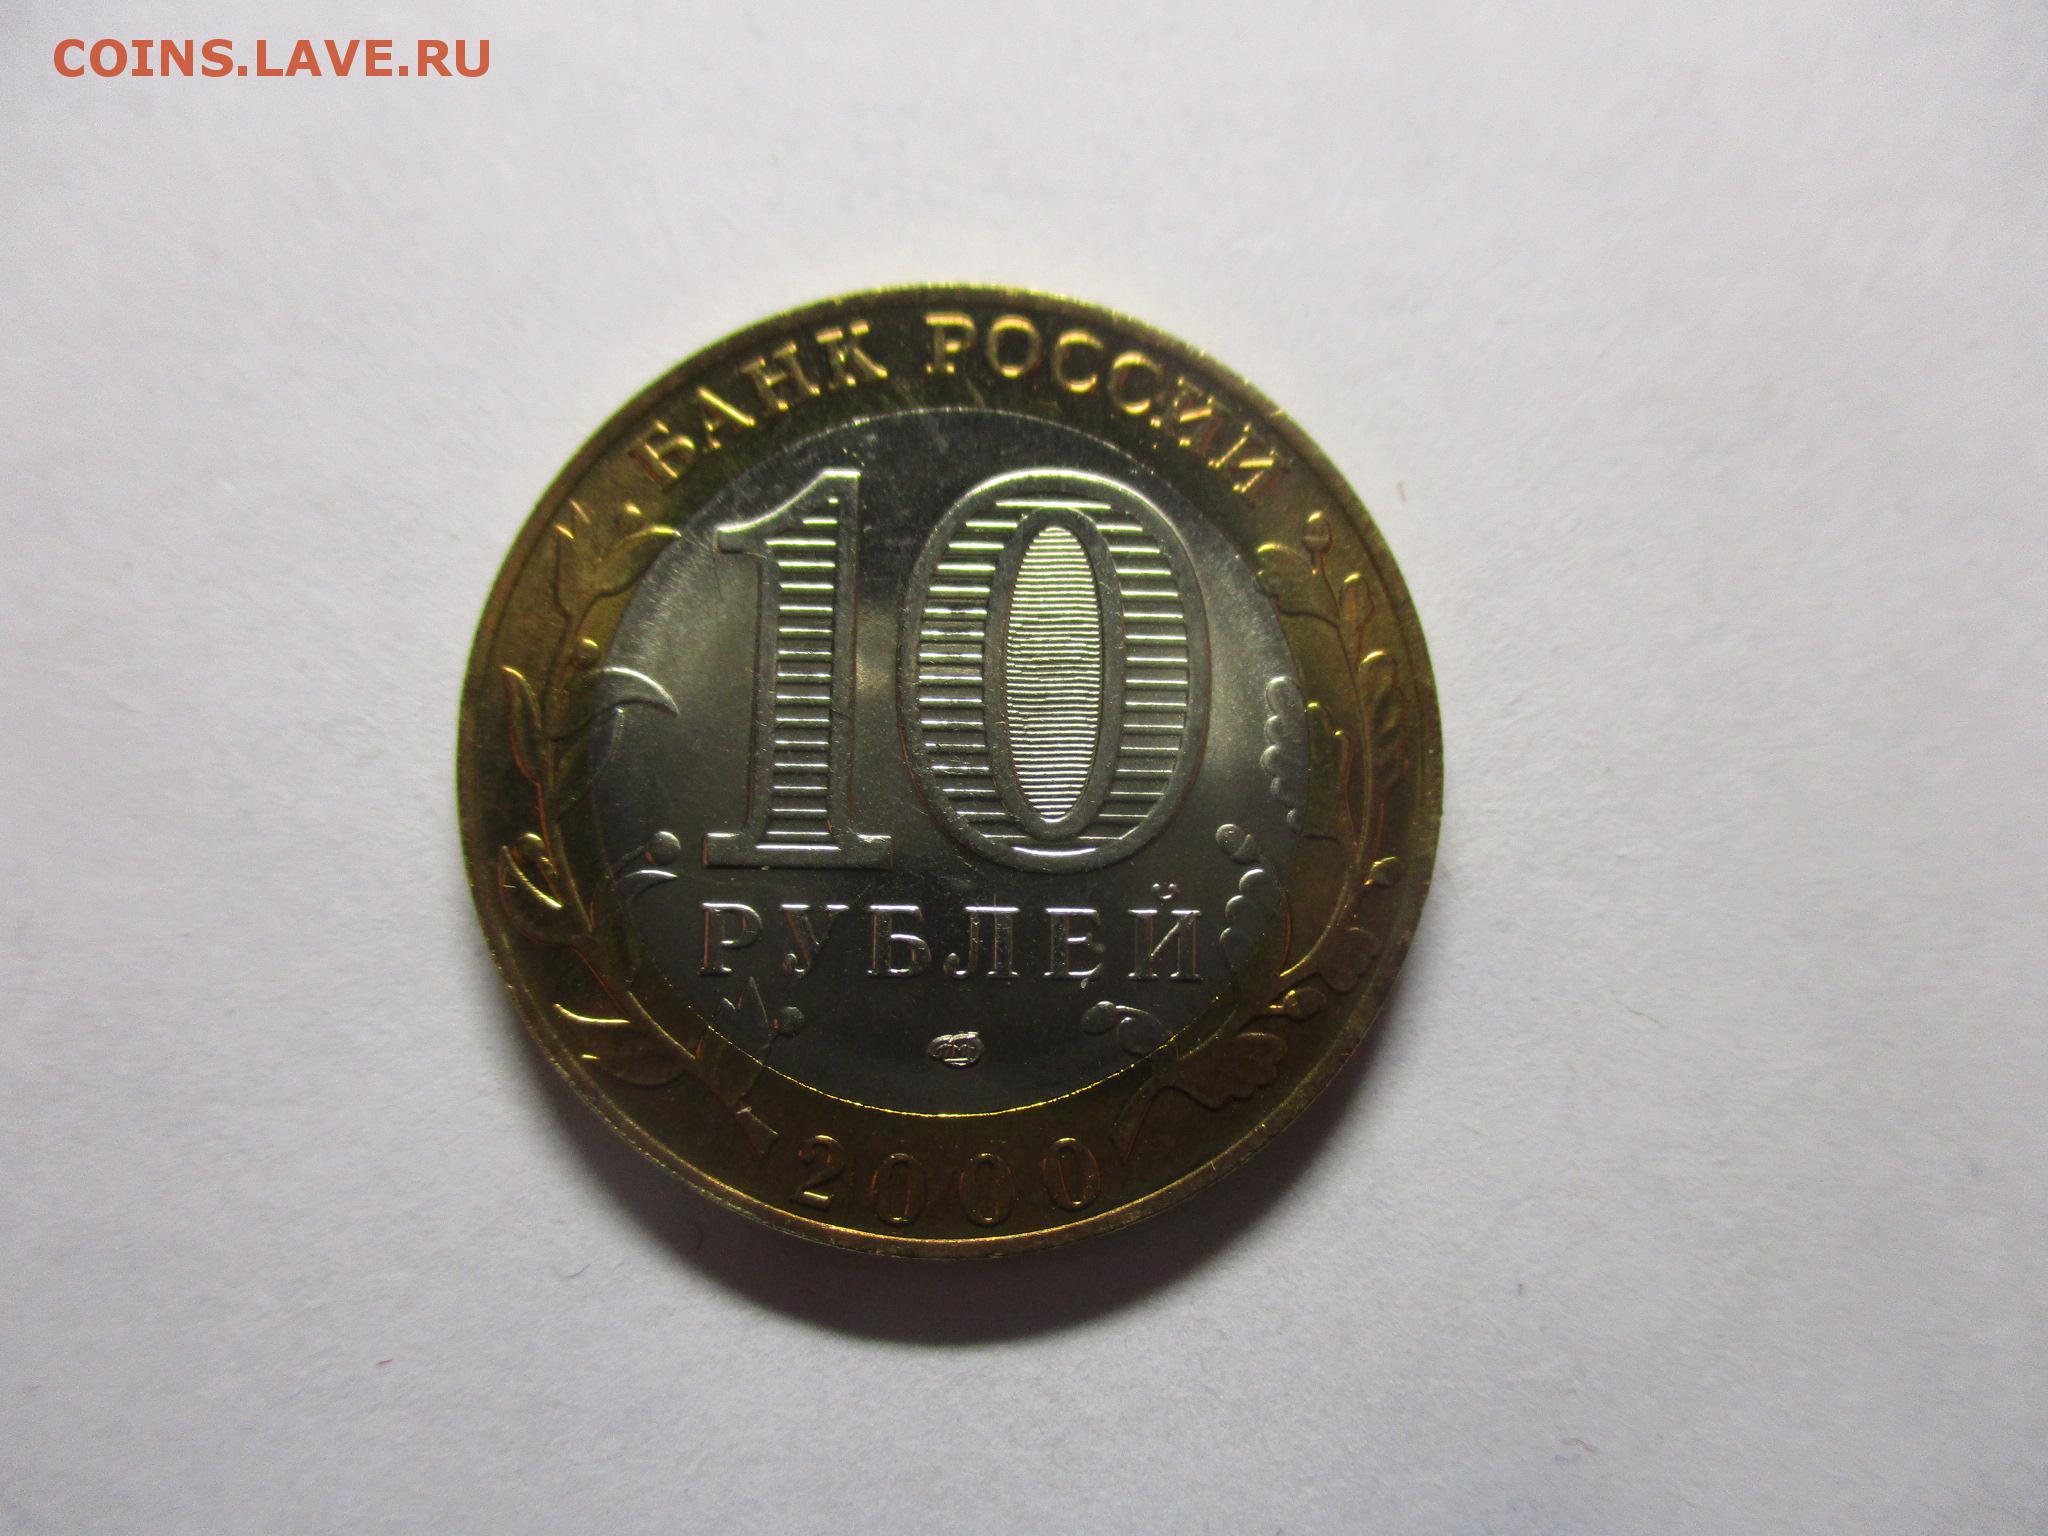 COINS.LAVE.RU
БАНК РОССИИ
10
РУБЛЕЙ
2000